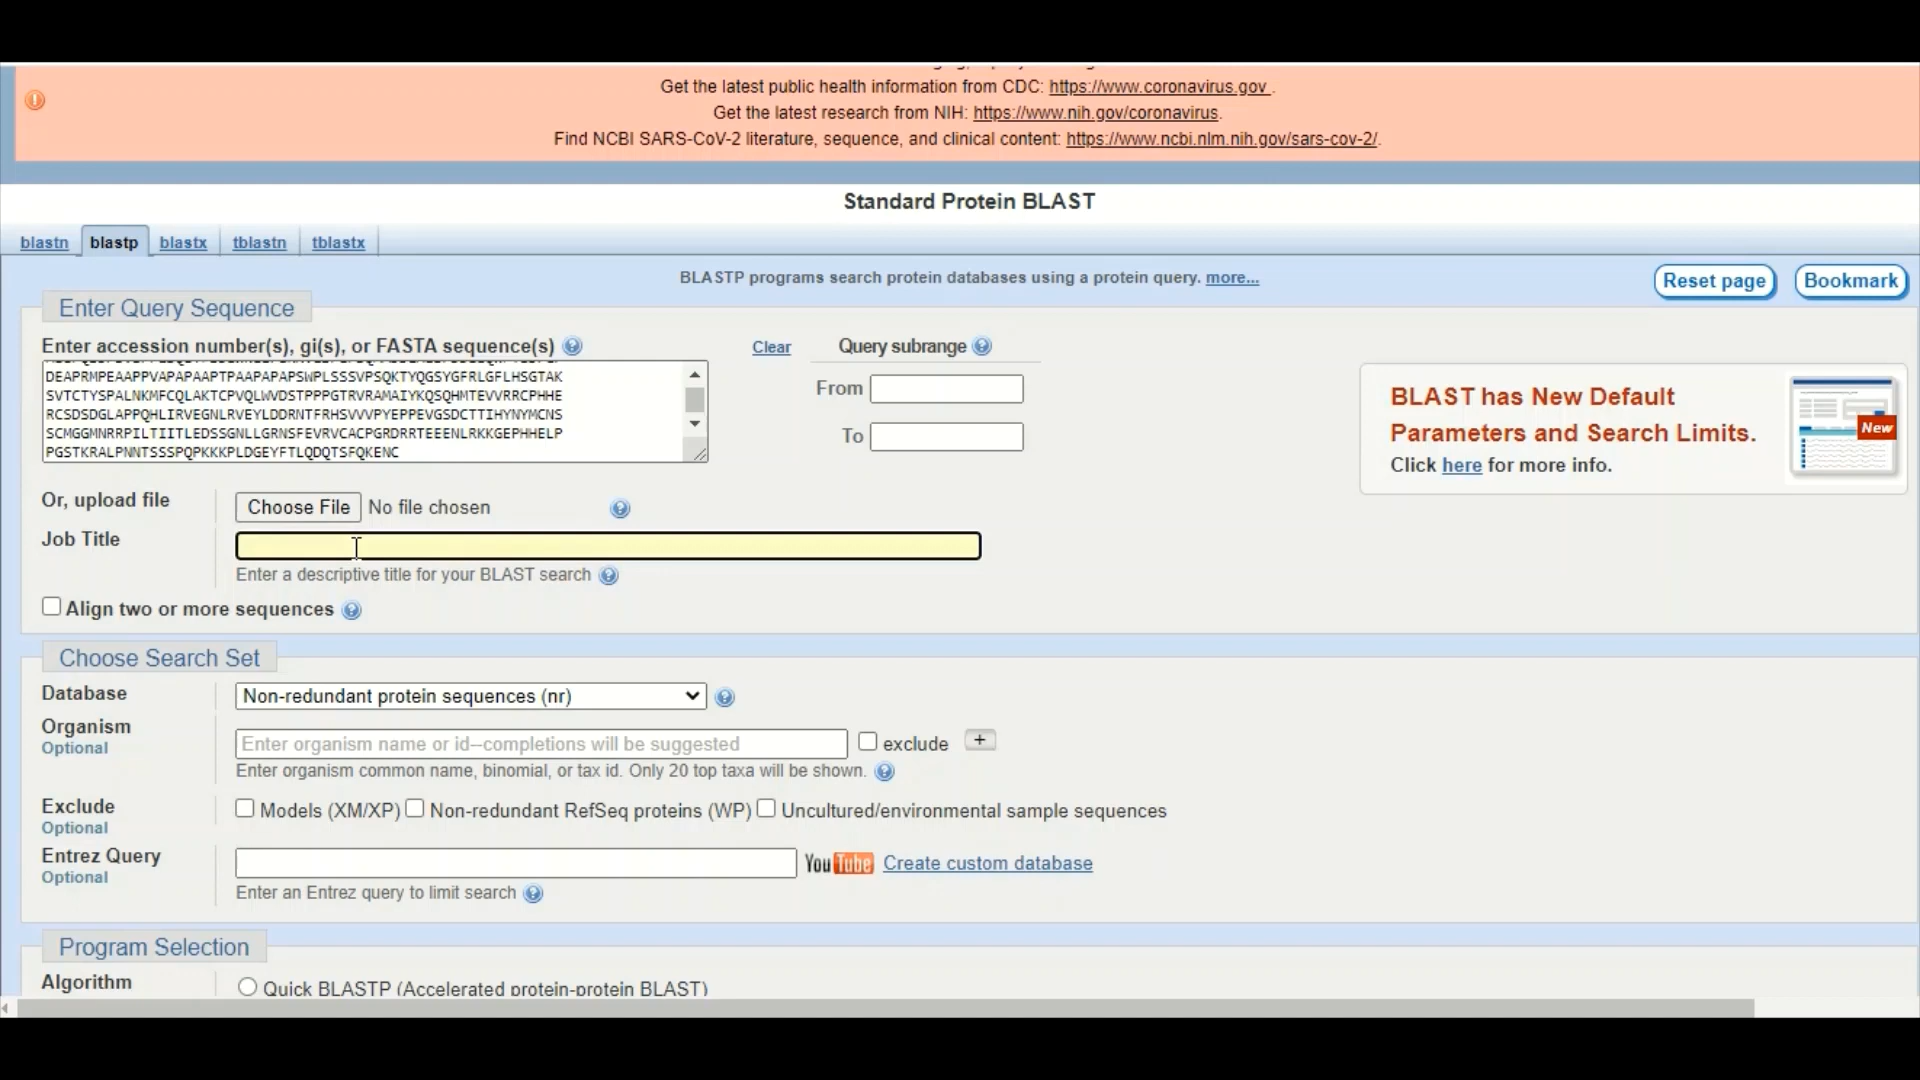 Get the latest public health information from CDC: https://www.coronavirus.gov .
Get the latest research from NIH: https://www.nih.gov/coronavirus.
Find NCBI SARS-CoV-2 literature, sequence, and clinical content: https://www.ncbi.nlm.nih.gov/sars-cov-2/.
Standard Protein BLAST
blastn blastp blastx tblastn tblastx
BLASTP programs search protein databases using a protein query. more...
Reset page
Bookmark
Enter Query Sequence
Enter accession number(s), gi(s), or FASTA sequence(s)
Clear
Query subrange
DEAPRMPEAAPPVAPAPAAPTPAAPAPAPSWPLSSSVPSQKTYQGSYGFRLGFLHSGTAK
SVTCTYSPALNKMFCQLAKTCPVQLWVDSTPPPGTRVRAMAIYKQSQHMTEVVRRCPHHE
RCSDSDGLAPPQHLIRVEGNLRVEYLDDRNTFRHSVVVPYEPPEVGSDCTTIHYNYMCNS
SCMGGMNRRPILTIITLEDSSGNLLGRNSFEVRVCACPGRDRRTEEENLRKKGEPHHELP
PGSTKRALPNNTSSSPQPKKKPLDGEYFTLQDQTSFQKENC
From
To
BLAST has New Default
Parameters and Search Limits.
Click here for more info.
New
Or, upload file
Choose File No file chosen
Job Title
Enter a descriptive title for your BLAST search
Align two or more sequences
Choose Search Set
Database
Non-redundant protein sequences (nr)
Organism
Optional
Enter organism name or id--completions will be suggested
exclude
+
Enter organism common name, binomial, or tax id. Only 20 top taxa will be shown.
Exclude
Optional
Models (XM/XP) Non-redundant RefSeq proteins (WP) Uncultured/environmental sample sequences
Entrez Query
Optional
YouTube Create custom database
Enter an Entrez query to limit search
Program Selection
Algorithm
Quick BLASTP (Accelerated protein-protein BLAST)